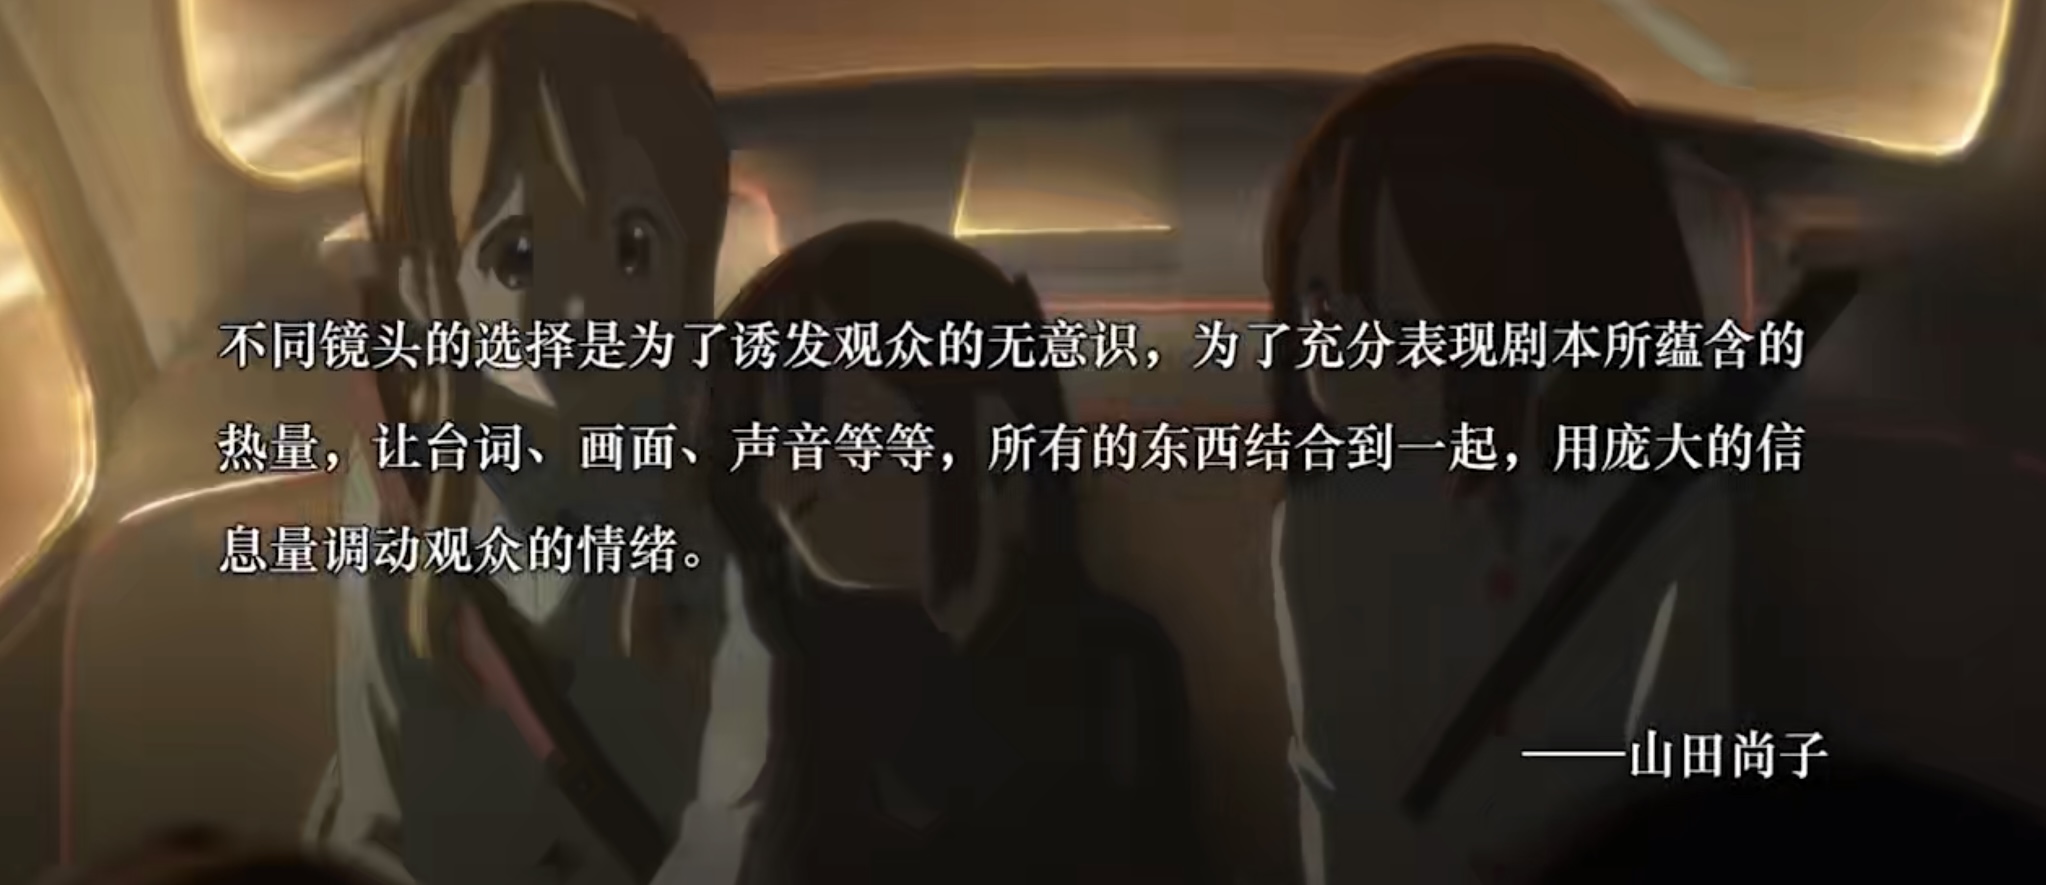 不同镜头的选择是为了诱发观众的无意识，为了充分表现剧本所蕴含的
热量，让台词、画面、声音等等，所有的东西结合到一起，用庞大的信
息量调动观众的情绪。
——山田尚子